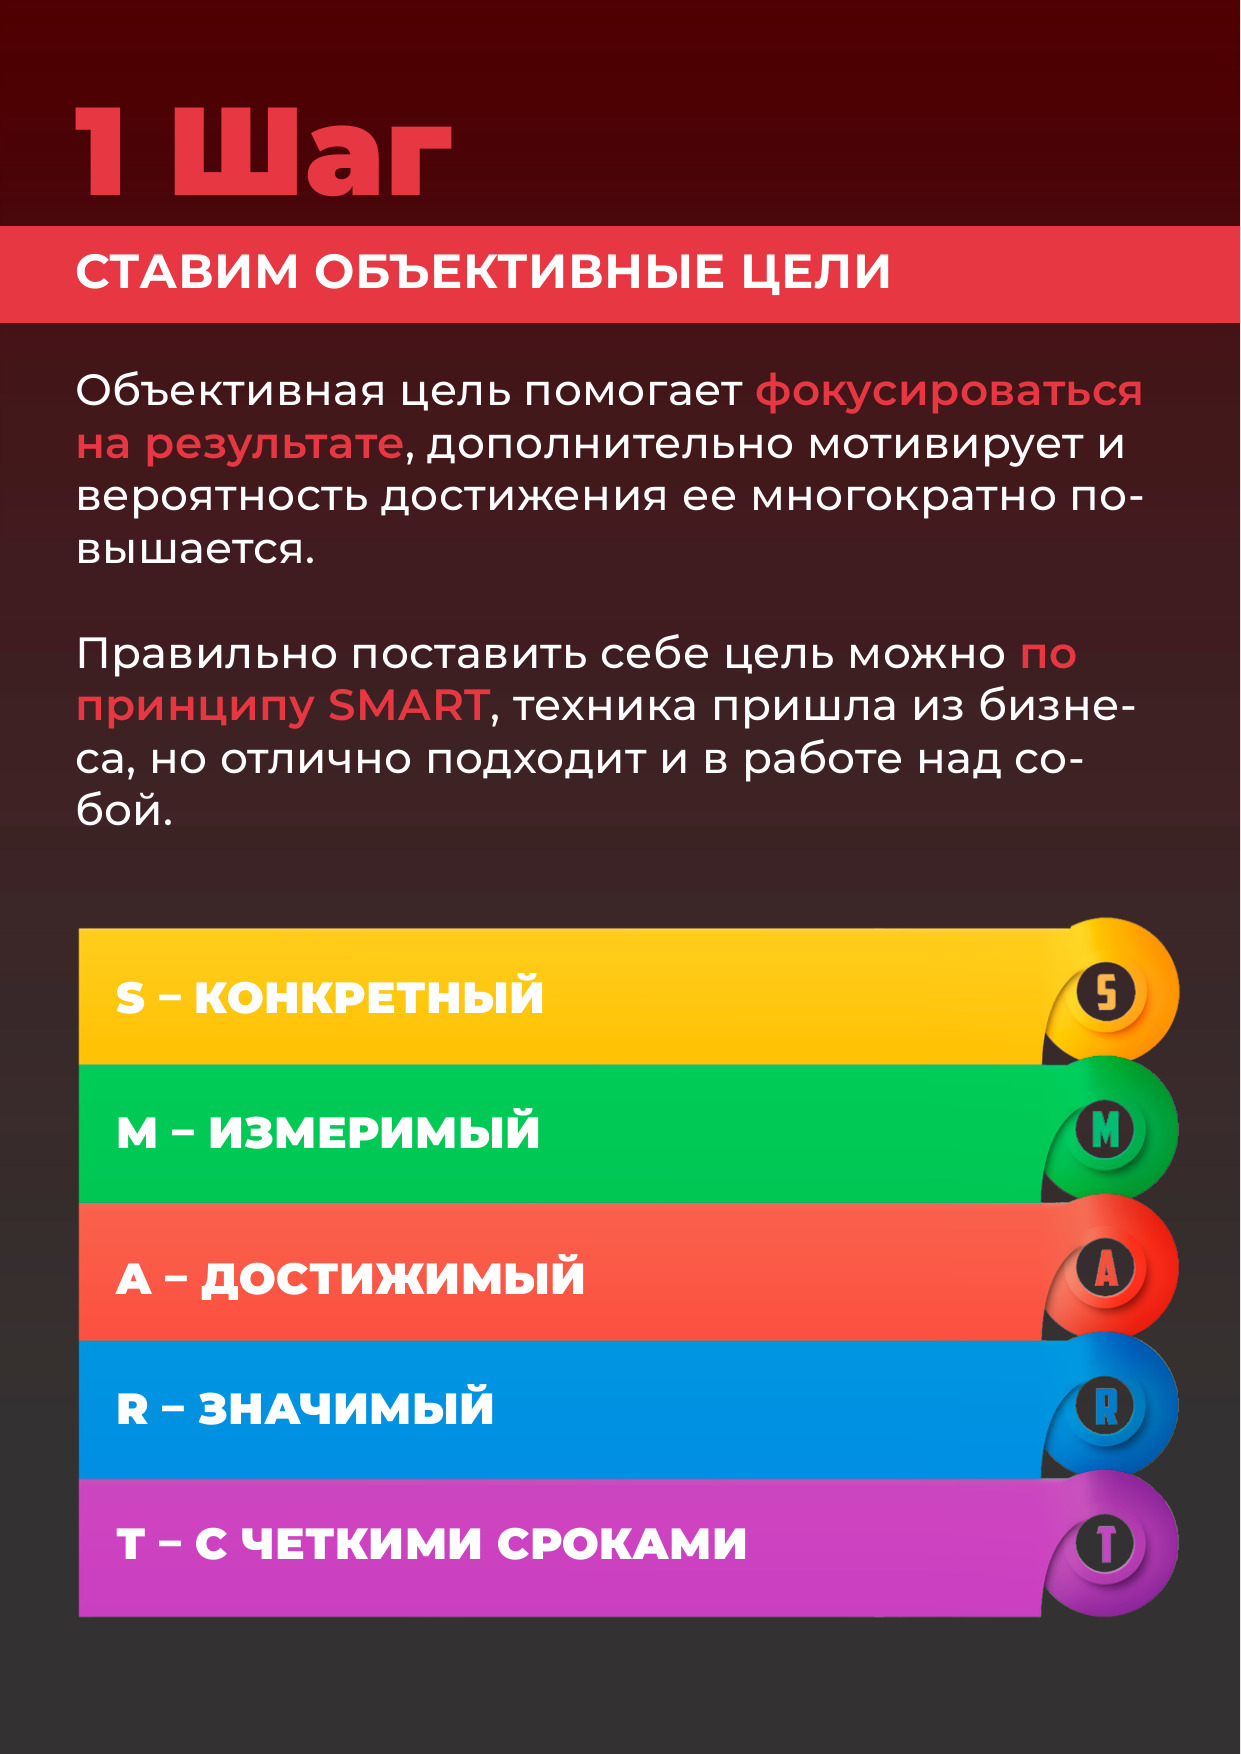 1 Шаг
СТАВИМ ОБЪЕКТИВНЫЕ ЦЕЛИ
Объективная цель помогает фокусироваться
на результате, дополнительно мотивирует и
вероятность достижения ее многократно по-
вышается.
Правильно поставить себе цель можно по
принципу SMART, техника пришла из бизне-
са, но отлично подходит и в работе над со-
бой.
S – КОНКРЕТНЫЙ
S
M – ИЗМЕРИМЫЙ
M
A – ДОСТИЖИМЫЙ
A
R – ЗНАЧИМЫЙ
R
T – С ЧЕТКИМИ СРОКАМИ
T